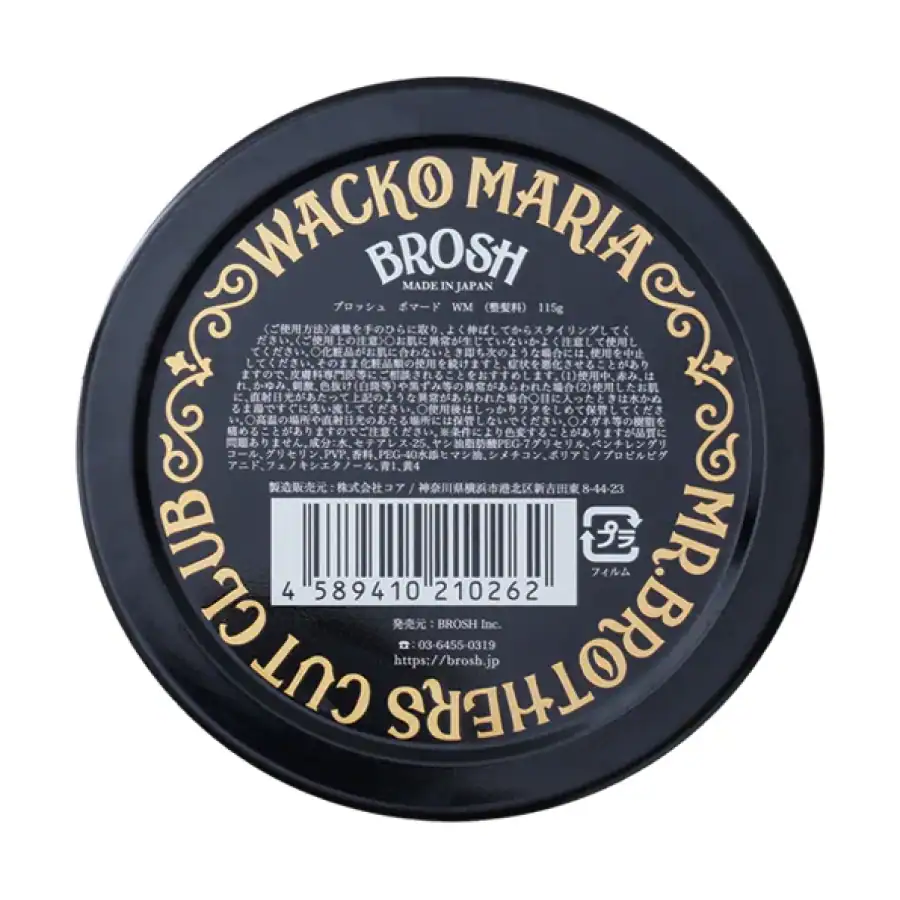 WACKO MARIA
MR.BROTHERS CUT CLUB
BROSH
MADE IN JAPAN
ブロッシュ ポマード WM (整髪料) 115g
〈ご使用方法〉適量を手のひらに取り、よく伸ばしてからスタイリングしてく
ださい。〈ご使用上の注意〉〇お肌に異常が生じていないかよく注意して使用し
てください。〇化粧品がお肌に合わないとき即ち次のような場合には、使用を中止
してください。そのまま化粧品類の使用を続けますと、症状を悪化させることがあり
ますので、皮膚科専門医等にご相談されることをおすすめします。(1)使用中、赤み、は
れ、かゆみ、刺激、色抜け(白斑等)や黒ずみ等の異常があらわれた場合(2)使用したお肌
に、直射日光があたって上記のような異常があらわれた場合〇目に入ったときは水かぬ
るま湯ですぐに洗い流してください。〇使用後はしっかりフタをしめて保管してくださ
い。〇高温の場所や直射日光のあたる場所には保管しないでください。〇メガネ等の樹脂を
痛めることがありますのでご注意ください。※条件により色変することがありますが品質に
問題ありません。成分:水、セテアレス-25、ヤシ油脂肪酸PEG-7グリセリル、ペンチレングリ
コール、グリセリン、PVP、香料、PEG-40水添ヒマシ油、シメチコン、ポリアミノプロピルビグ
アニド、フェノキシエタノール、青1、黄4
製造販売元:株式会社コア / 神奈川県横浜市港北区新吉田東 8-44-23
4 589410 210262
プラ
フィルム
発売元:BROSH Inc.
☎:03-6455-0319
https://brosh.jp